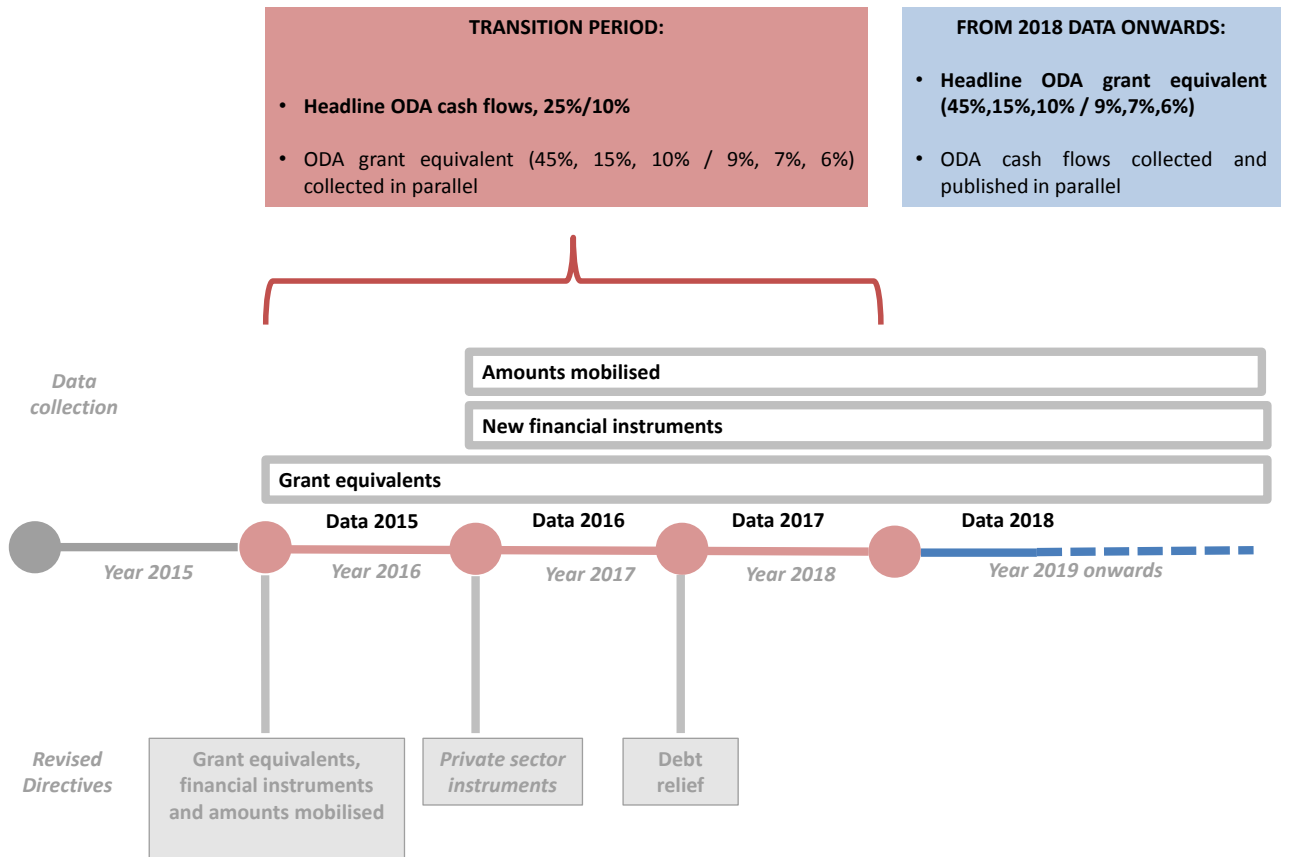 TRANSITION PERIOD:
• Headline ODA cash flows, 25%/10%
• ODA grant equivalent (45%, 15%, 10% / 9%, 7%, 6%)
collected in parallel
FROM 2018 DATA ONWARDS:
• Headline ODA grant equivalent
(45%,15%,10% / 9%,7%,6%)
• ODA cash flows collected and
published in parallel
Data
collection
Amounts mobilised
New financial instruments
Grant equivalents
Data 2015
Data 2016
Data 2017
Data 2018
Year 2015
Year 2016
Year 2017
Year 2018
Year 2019 onwards
Revised
Directives
Grant equivalents,
financial instruments
and amounts mobilised
Private sector
instruments
Debt
relief